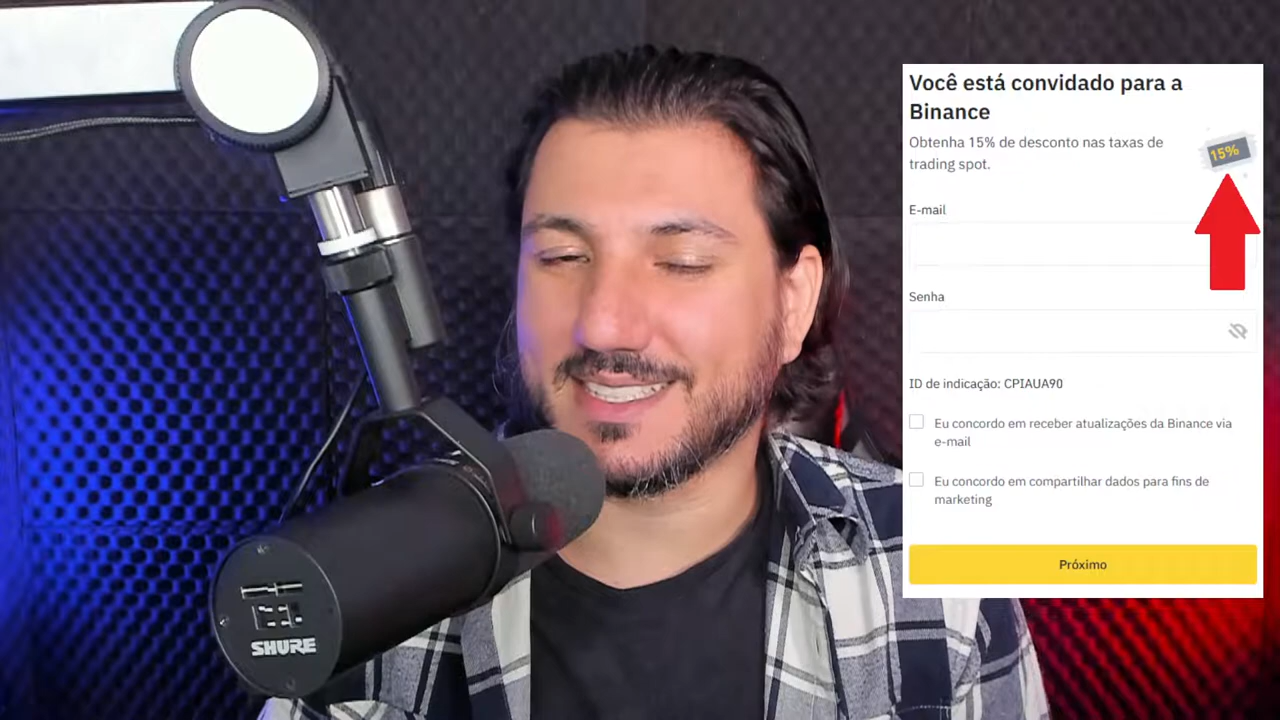 Você está convidado para a
Binance
Obtenha 15% de desconto nas taxas de
trading spot.
15%
E-mail
Senha
ID de indicação: CPIAUA90
Eu concordo em receber atualizações da Binance via
e-mail
Eu concordo em compartilhar dados para fins de
marketing
Próximo
SHURE